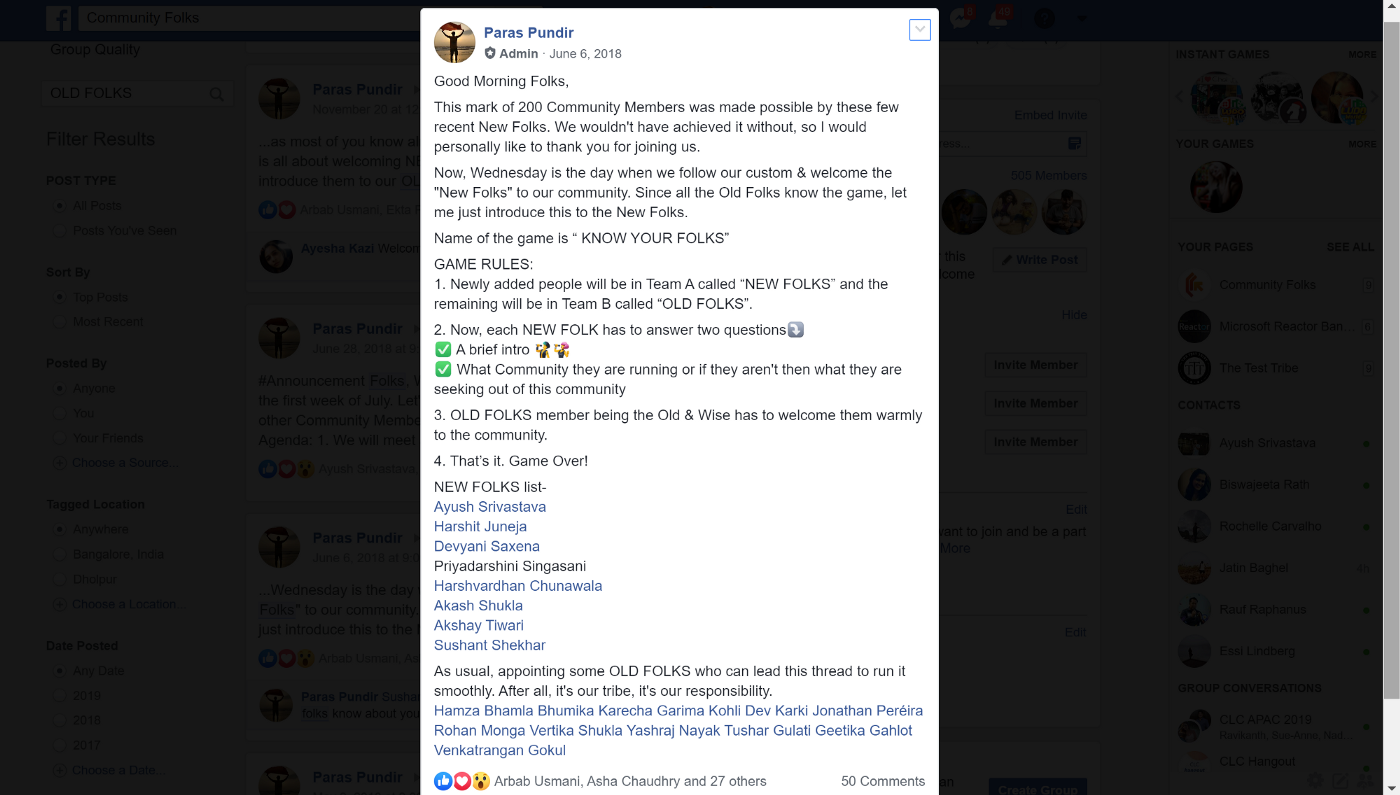 Community Folks
8
49
Group Quality
OLD FOLKS
Filter Results
POST TYPE
All Posts
Posts You've Seen
Sort By
Top Posts
Most Recent
Posted By
Anyone
You
Your Friends
Choose a Source...
Tagged Location
Anywhere
Bangalore, India
Dholpur
Choose a Location...
Date Posted
Any Date
2019
2018
2017
Choose a Date...
Paras Pundir
November 20 at 12
...as most of you know al
is all about welcoming NE
introduce them to our OL
Arbab Usmani, Ekta
Ayesha Kazi Welcon
Paras Pundir
June 28, 2018 at 9
#Announcement Folks, W
the first week of July. Let
other Community Membe
Agenda: 1. We will meet
Ayush Srivastava,
Paras Pundir
June 6, 2018 at 9:0
...Wednesday is the day
Folks" to our community.
just introduce this to the
Arbab Usmani, As
Paras Pundir Sushar
folks know about you
Paras Pundir
Paras Pundir
Admin · June 6, 2018
Good Morning Folks,
This mark of 200 Community Members was made possible by these few
recent New Folks. We wouldn't have achieved it without, so I would
personally like to thank you for joining us.
Now, Wednesday is the day when we follow our custom & welcome the
"New Folks" to our community. Since all the Old Folks know the game, let
me just introduce this to the New Folks.
Name of the game is “ KNOW YOUR FOLKS”
GAME RULES:
1. Newly added people will be in Team A called “NEW FOLKS” and the
remaining will be in Team B called “OLD FOLKS”.
2. Now, each NEW FOLK has to answer two questions⤵️
✅ A brief intro
✅ What Community they are running or if they aren't then what they are
seeking out of this community
3. OLD FOLKS member being the Old & Wise has to welcome them warmly
to the community.
4. That’s it. Game Over!
NEW FOLKS list-
Ayush Srivastava
Harshit Juneja
Devyani Saxena
Priyadarshini Singasani
Harshvardhan Chunawala
Akash Shukla
Akshay Tiwari
Sushant Shekhar
As usual, appointing some OLD FOLKS who can lead this thread to run it
smoothly. After all, it's our tribe, it's our responsibility.
Hamza Bhamla Bhumika Karecha Garima Kohli Dev Karki Jonathan Peréira
Rohan Monga Vertika Shukla Yashraj Nayak Tushar Gulati Geetika Gahlot
Venkatrangan Gokul
Arbab Usmani, Asha Chaudhry and 27 others 50 Comments
Embed Invite
505 Members
this
come
Write Post
Hide
Invite Member
Invite Member
Invite Member
Edit
want to join and be a part
More
Edit
Create Group
INSTANT GAMES MORE
YOUR GAMES MORE
YOUR PAGES SEE ALL
Community Folks 9
Microsoft Reactor Ban... 6
The Test Tribe 9
CONTACTS
Ayush Srivastava
Biswajeeta Rath
Rochelle Carvalho
Jatin Baghel
Rauf Raphanus
Essi Lindberg
GROUP CONVERSATIONS
CLC APAC 2019
Ravikanth, Sue-Anne, Nad...
CLC Hangout